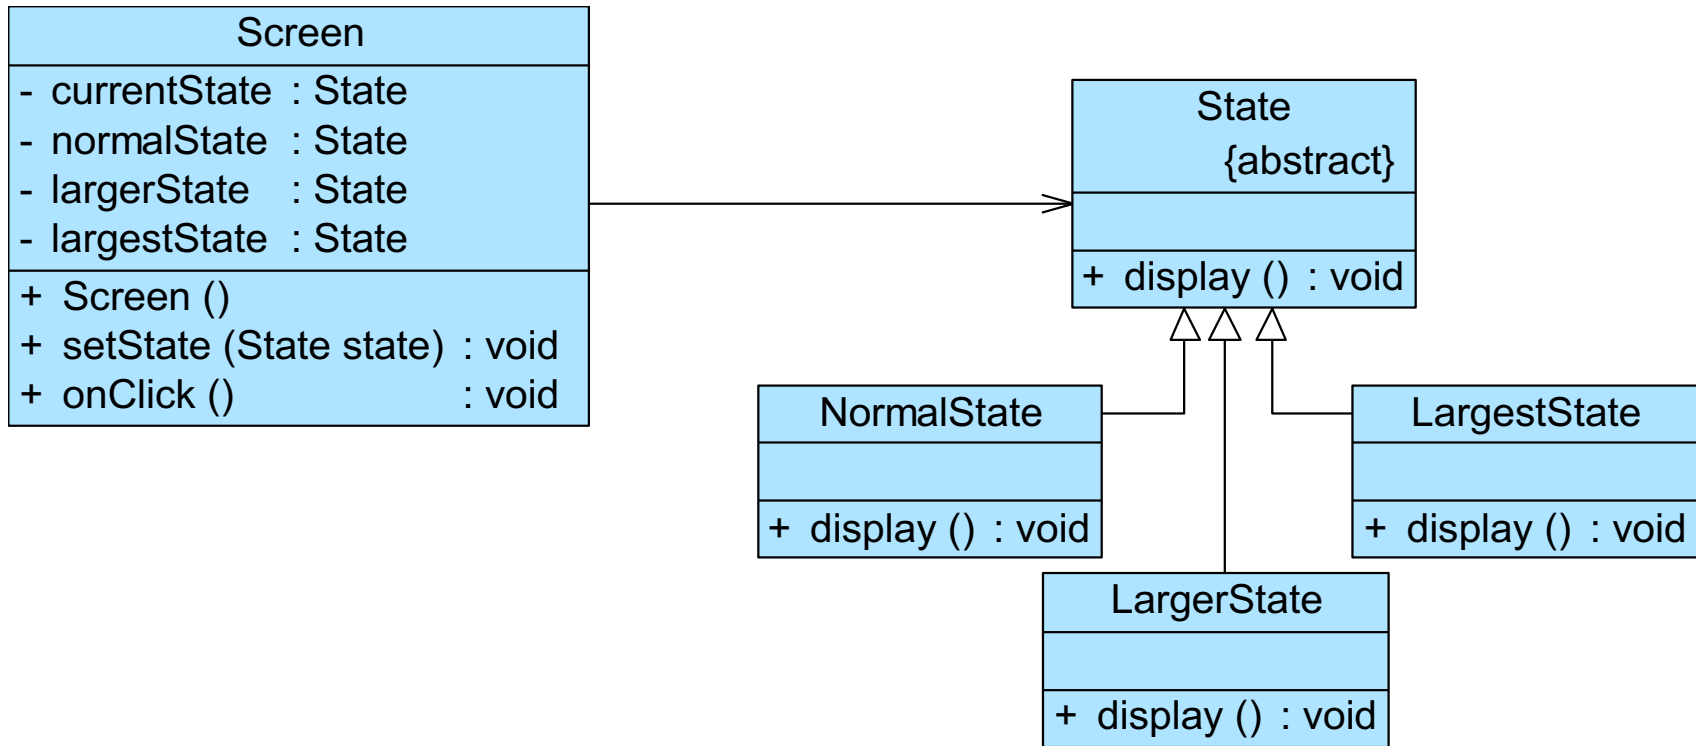 Screen
- currentState : State
- normalState : State
- largerState : State
- largestState : State
+ Screen ()
+ setState (State state) : void
+ onClick () : void
State
{abstract}
+ display () : void
NormalState
+ display () : void
LargestState
+ display () : void
LargerState
+ display () : void